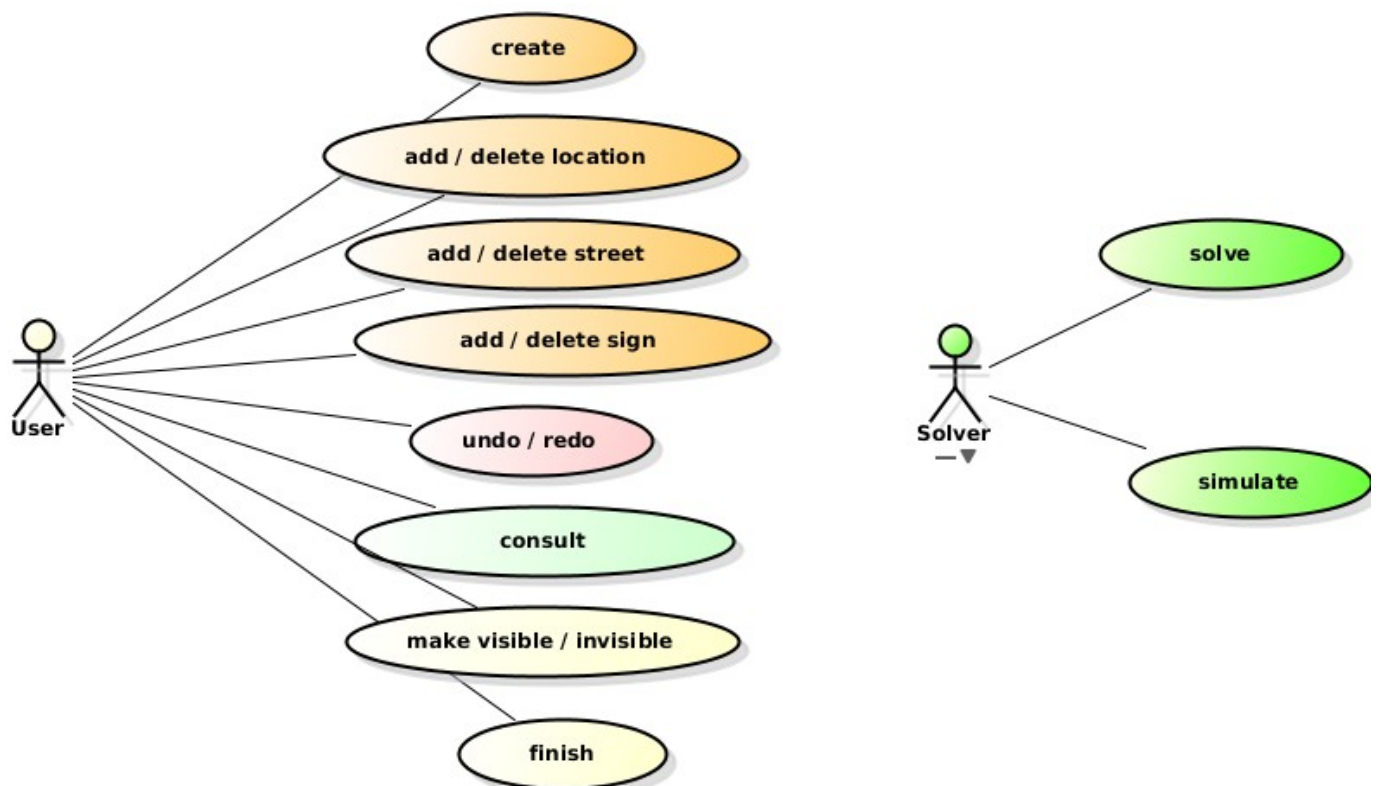 create
add / delete location
add / delete street
solve
add / delete sign
User
undo / redo
Solver
simulate
consult
make visible / invisible
finish